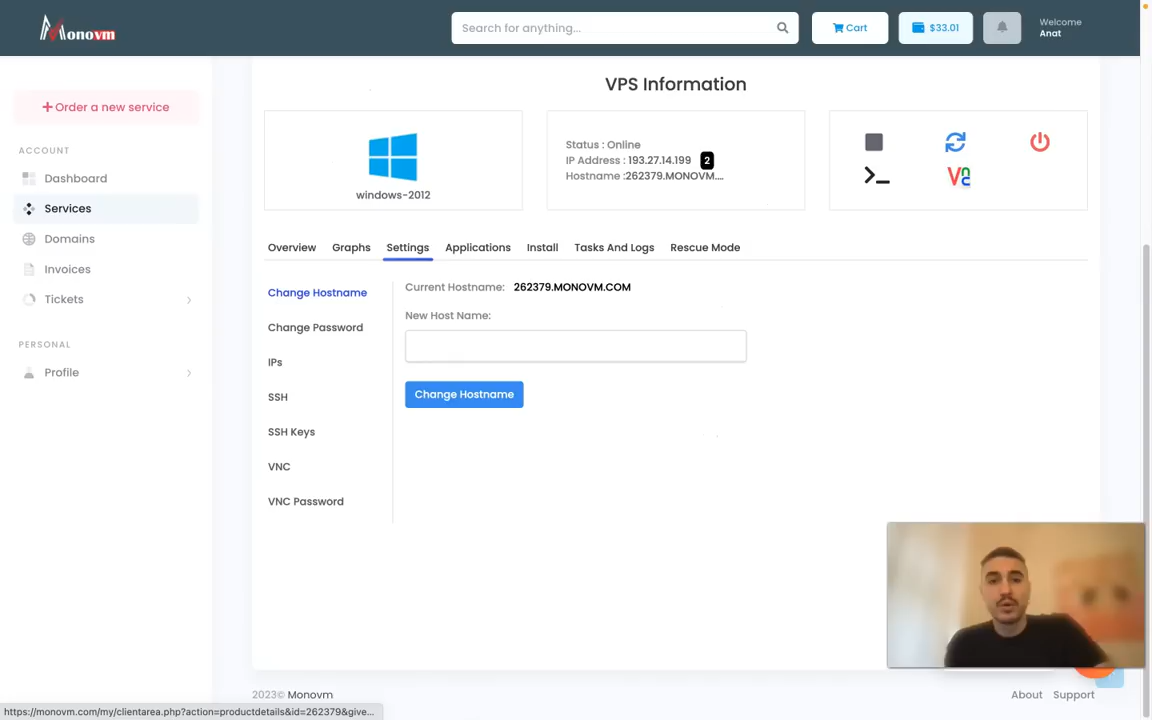 Monovm
Search for anything...
Cart
$33.01
Welcome
Anat
+ Order a new service
ACCOUNT
Dashboard
Services
Domains
Invoices
Tickets
PERSONAL
Profile
VPS Information
windows-2012
Status : Online
IP Address : 193.27.14.199 2
Hostname :262379.MONOVM....
VNC
Overview
Graphs
Settings
Applications
Install
Tasks And Logs
Rescue Mode
Change Hostname
Change Password
IPs
SSH
SSH Keys
VNC
VNC Password
Current Hostname: 262379.MONOVM.COM
New Host Name:
Change Hostname
2023© Monovm
About
Support
https://monovm.com/my/clientarea.php?action=productdetails&id=262379&give...